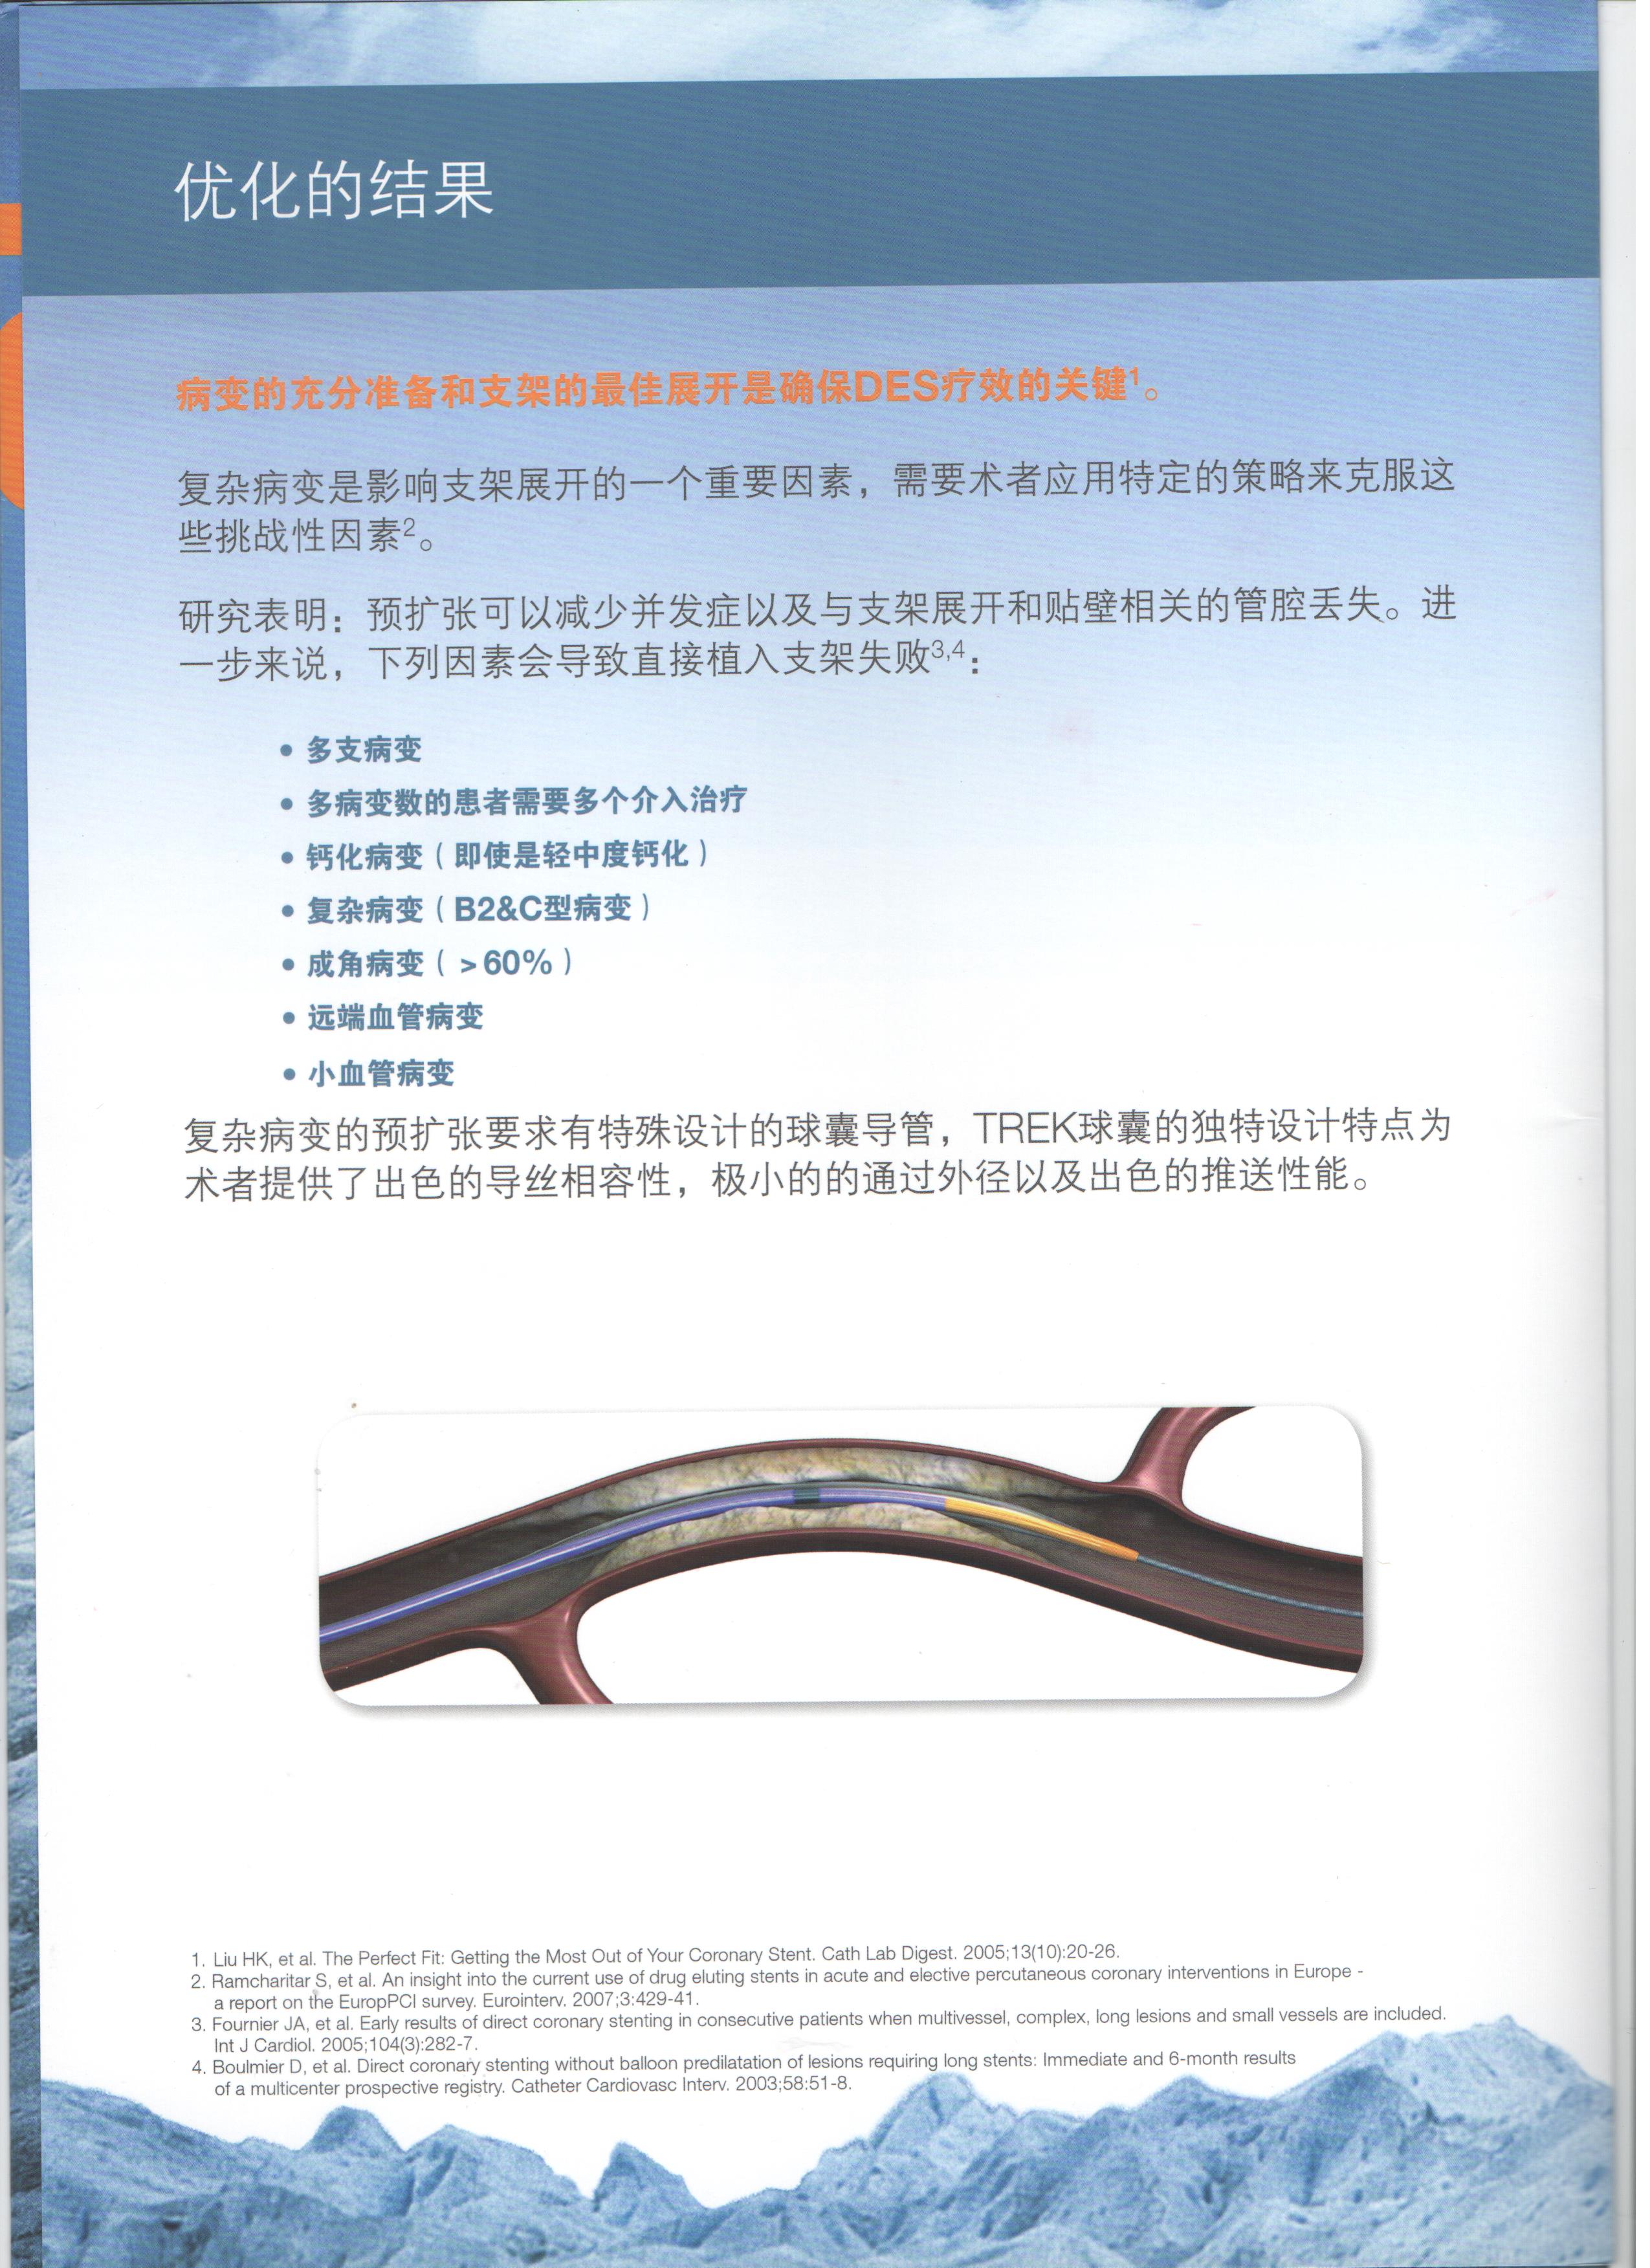 优化的结果
病变的充分准备和支架的最佳展开是确保DES疗效的关键1。
复杂病变是影响支架展开的一个重要因素，需要术者应用特定的策略来克服这
些挑战性因素2。
研究表明：预扩张可以减少并发症以及与支架展开和贴壁相关的管腔丢失。进
一步来说，下列因素会导致直接植入支架失败3,4：
• 多支病变
• 多病变数的患者需要多个介入治疗
• 钙化病变（即使是轻中度钙化）
• 复杂病变（B2&C型病变）
• 成角病变（＞60%）
• 远端血管病变
• 小血管病变
复杂病变的预扩张要求有特殊设计的球囊导管，TREK球囊的独特设计特点为
术者提供了出色的导丝相容性，极小的的通过外径以及出色的推送性能。
1. Liu HK, et al. The Perfect Fit: Getting the Most Out of Your Coronary Stent. Cath Lab Digest. 2005;13(10):20-26.
2. Ramcharitar S, et al. An insight into the current use of drug eluting stents in acute and elective percutaneous coronary interventions in Europe -
a report on the EuropPCI survey. Eurointerv. 2007;3:429-41.
3. Fournier JA, et al. Early results of direct coronary stenting in consecutive patients when multivessel, complex, long lesions and small vessels are included.
Int J Cardiol. 2005;104(3):282-7.
4. Boulmier D, et al. Direct coronary stenting without balloon predilatation of lesions requiring long stents: Immediate and 6-month results
of a multicenter prospective registry. Catheter Cardiovasc Interv. 2003;58:51-8.